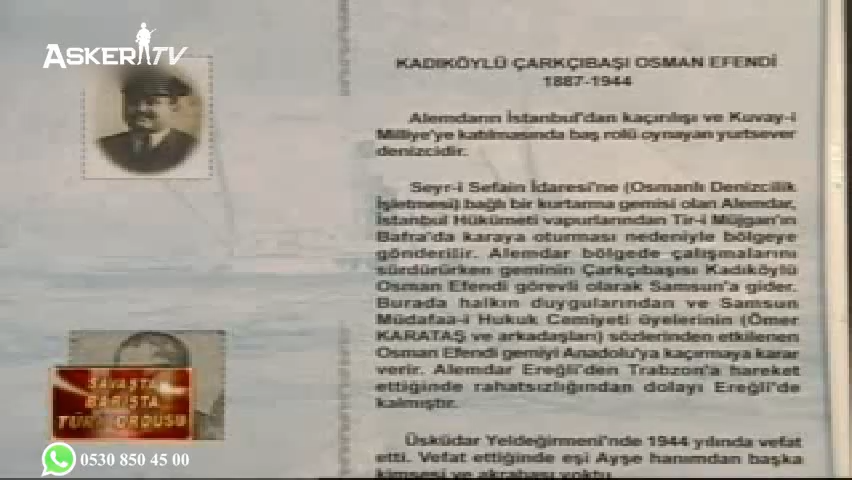 ASKER TV
KADIKÖYLÜ ÇARKÇIBAŞI OSMAN EFENDİ
1887-1944
Alemdarın İstanbul'dan kaçırılışı ve Kuvay-i
Milliye'ye katılmasında baş rolü oynayan yurtsever
denizcidir.
Seyr-i Sefain İdaresi'ne (Osmanlı Denizcilik
İşletmesi) bağlı bir kurtarma gemisi olan Alemdar,
İstanbul Hükümeti vapurlarından Tir-i Müjgan'ın
Bafra'da karaya oturması nedeniyle bölgeye
gönderilir. Alemdar bölgede çalışmalarını
sürdürürken geminin Çarkçıbaşısı Kadıköylü
Osman Efendi görevli olarak Samsun'a gider.
Burada halkın duygularından ve Samsun
Müdafaa-i Hukuk Cemiyeti üyelerinin (Ömer
KARATAŞ ve arkadaşları) sözlerinden etkilenen
Osman Efendi gemiyi Anadolu'ya kaçırmaya karar
verir. Alemdar Ereğli'den Trabzon'a hareket
ettiğinde rahatsızlığından dolayı Ereğli'de
kalmıştır.
Üsküdar Yeldeğirmeni'nde 1944 yılında vefat
etti. Vefat ettiğinde eşi Ayşe hanımdan başka
kimsesi ve akrabası yoktu.
SAVAŞTA
BARIŞTA
TÜRK ORDUSU
0530 850 45 00